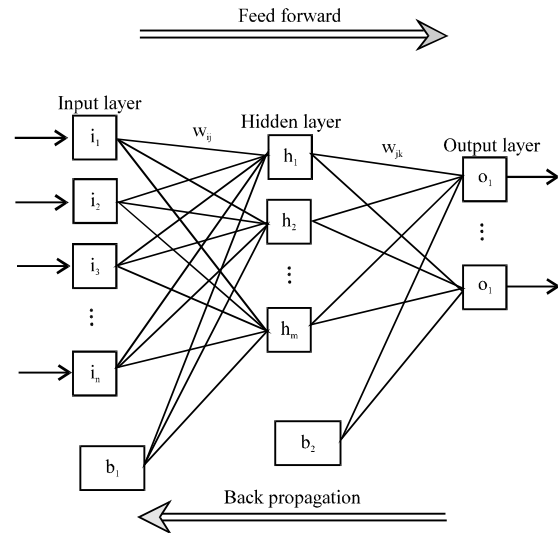 Feed forward
Input layer
Hidden layer
Output layer
w_ij
w_jk
i_1
h_1
o_1
i_2
h_2
⋮
i_3
⋮
o_1
⋮
h_m
i_n
b_1
b_2
Back propagation